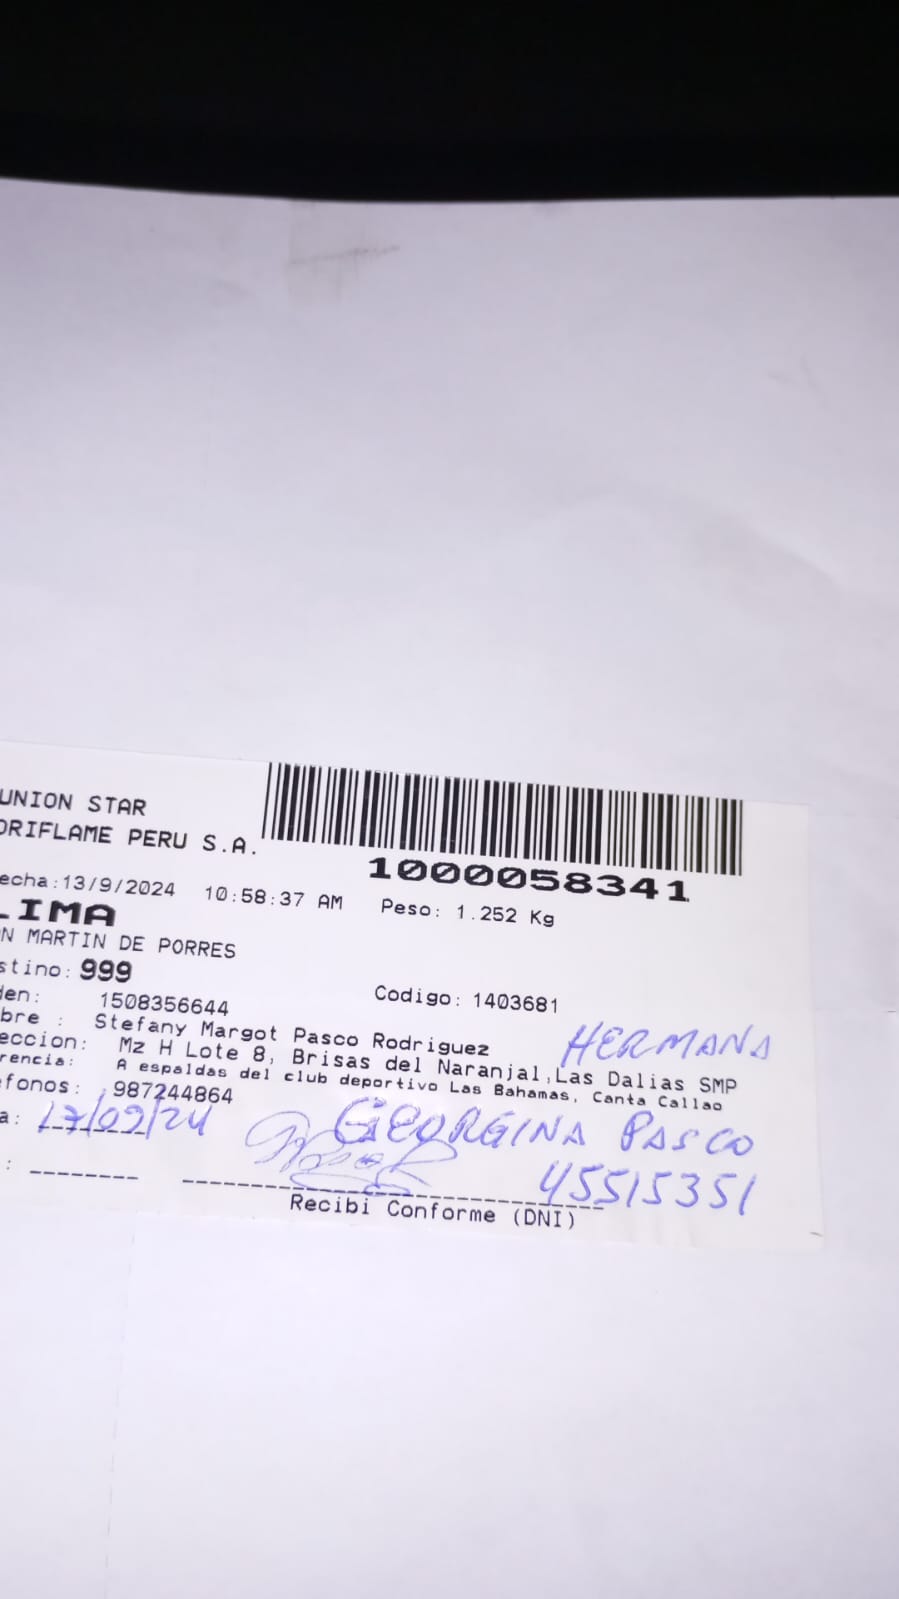 UNION STAR
ORIFLAME PERU S.A.
1000058341
echa:13/9/2024 10:58:37 AM Peso: 1.252 Kg
LIMA
N MARTIN DE PORRES
stino: 999
den: 1508356644 Codigo: 1403681
bre : Stefany Margot Pasco Rodriguez HERMANA
eccion: Mz H Lote 8, Brisas del Naranjal,Las Dalias SMP
rencia: A espaldas del club deportivo Las Bahamas, Canta Callao
efonos: 987244864
a: 17/09/24 GEORGINA PASCO
: 45515351
Recibi Conforme (DNI)